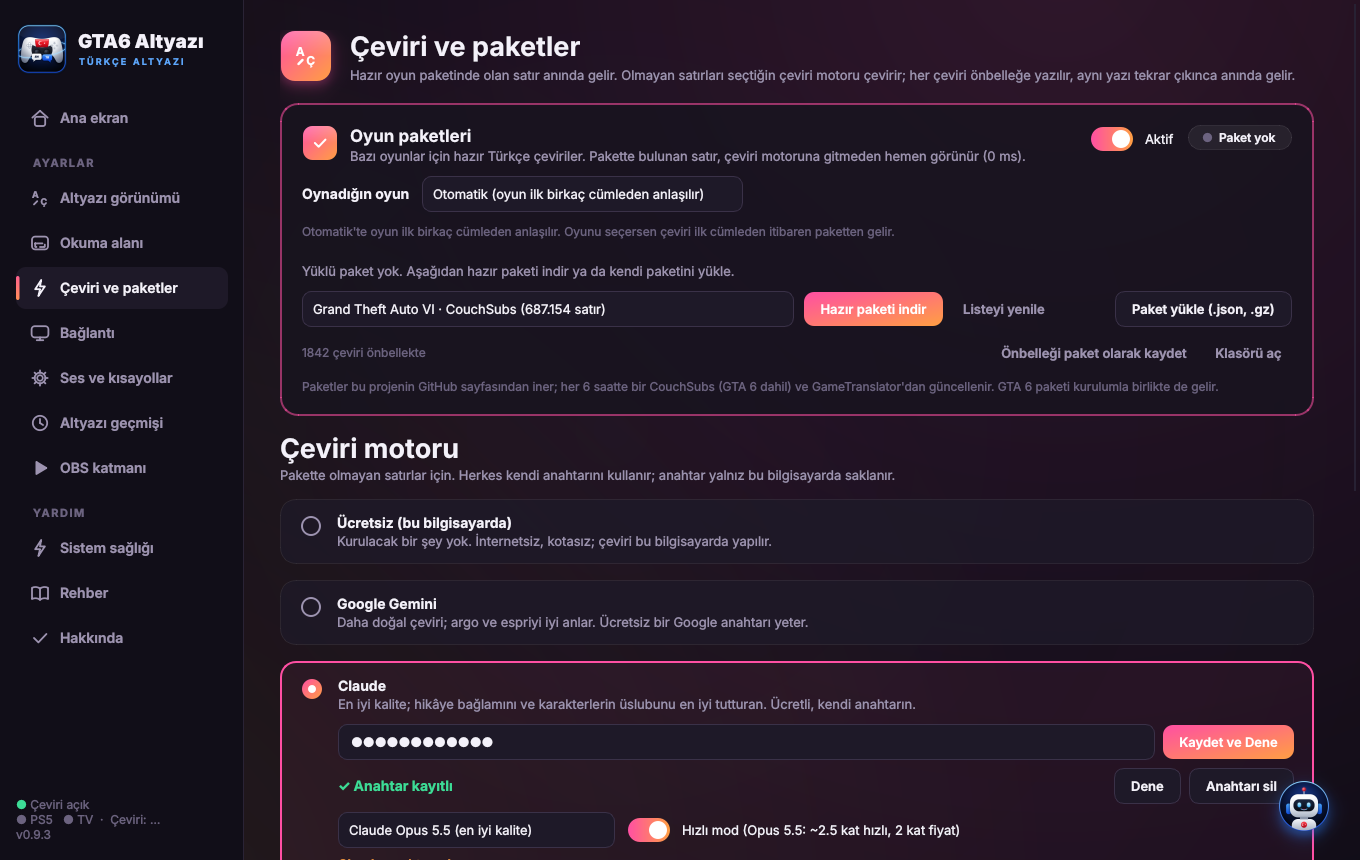 GTA6 Altyazı
TÜRKÇE ALTYAZI
Ana ekran
AYARLAR
Altyazı görünümü
Okuma alanı
Çeviri ve paketler
Bağlantı
Ses ve kısayollar
Altyazı geçmişi
OBS katmanı
YARDIM
Sistem sağlığı
Rehber
Hakkında
Çeviri açık
PS5 TV · Çeviri: ...
v0.9.3
Çeviri ve paketler
Hazır oyun paketinde olan satır anında gelir. Olmayan satırları seçtiğin çeviri motoru çevirir; her çeviri önbelleğe yazılır, aynı yazı tekrar çıkınca anında gelir.
Oyun paketleri
Bazı oyunlar için hazır Türkçe çeviriler. Pakette bulunan satır, çeviri motoruna gitmeden hemen görünür (0 ms).
Aktif
Paket yok
Oynadığın oyun
Otomatik (oyun ilk birkaç cümleden anlaşılır)
Otomatik'te oyun ilk birkaç cümleden anlaşılır. Oyunu seçersen çeviri ilk cümleden itibaren paketten gelir.
Yüklü paket yok. Aşağıdan hazır paketi indir ya da kendi paketini yükle.
Grand Theft Auto VI · CouchSubs (687.154 satır)
Hazır paketi indir
Listeyi yenile
Paket yükle (.json, .gz)
1842 çeviri önbellekte
Önbelleği paket olarak kaydet
Klasörü aç
Paketler bu projenin GitHub sayfasından iner; her 6 saatte bir CouchSubs (GTA 6 dahil) ve GameTranslator'dan güncellenir. GTA 6 paketi kurulumla birlikte de gelir.
Çeviri motoru
Pakette olmayan satırlar için. Herkes kendi anahtarını kullanır; anahtar yalnız bu bilgisayarda saklanır.
Ücretsiz (bu bilgisayarda)
Kurulacak bir şey yok. İnternetsiz, kotasız; çeviri bu bilgisayarda yapılır.
Google Gemini
Daha doğal çeviri; argo ve espriyi iyi anlar. Ücretsiz bir Google anahtarı yeter.
Claude
En iyi kalite; hikâye bağlamını ve karakterlerin üslubunu en iyi tutturan. Ücretli, kendi anahtarın.
●●●●●●●●●●●●
Kaydet ve Dene
✓ Anahtar kayıtlı
Dene
Anahtarı sil
Claude Opus 5.5 (en iyi kalite)
Hızlı mod (Opus 5.5: ~2.5 kat hızlı, 2 kat fiyat)